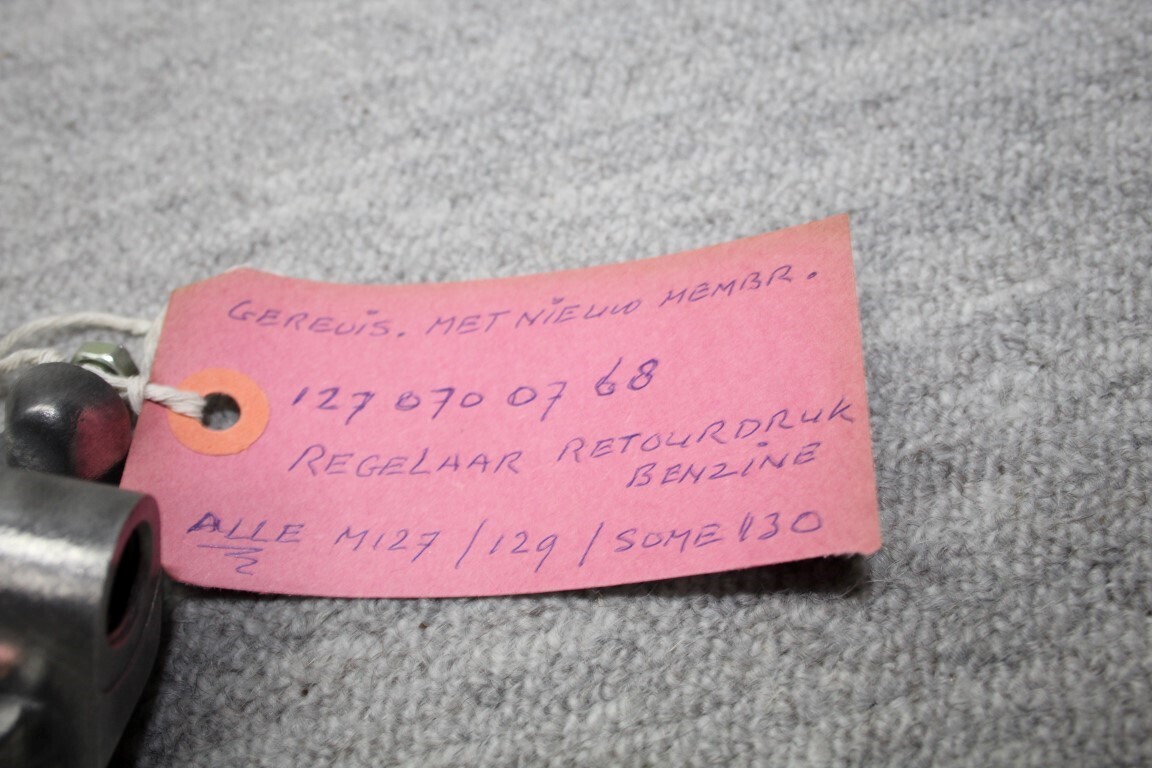 GEREVIS. MET NIEUW MEMBR.
127 070 07 68
REGELAAR RETOURDRUK
BENZINE
ALLE M127 / 129 / SOME 130